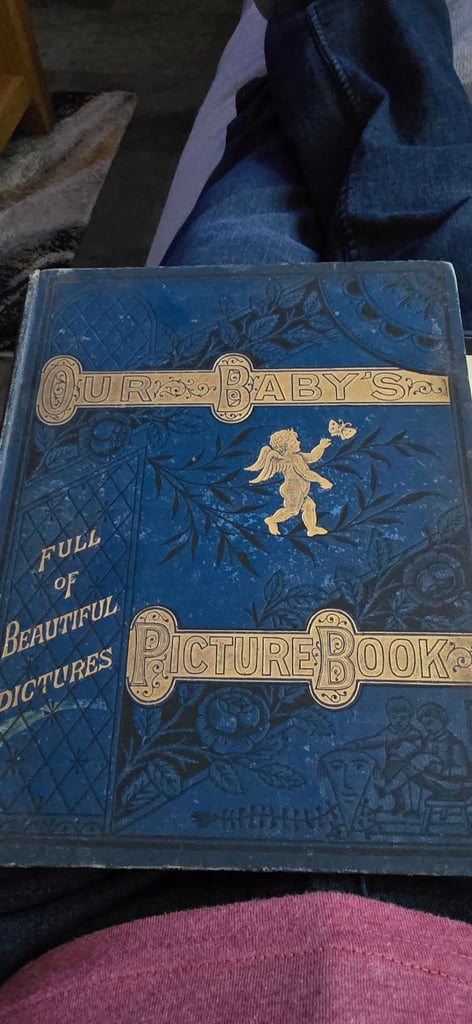 OUR BABY'S
FULL
OF
BEAUTIFUL
PICTURES
PICTURE BOOK